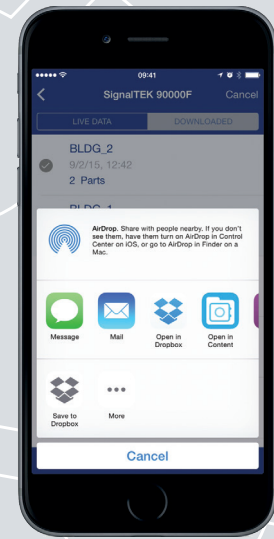 09:41
SignalTEK 90000F
Cancel
LIVE DATA
DOWNLOADED
BLDG_2
9/2/15, 12:42
2 Parts
BLDG_1
AirDrop. Share with people nearby. If you don't
see them, have them turn on AirDrop in Control
Center on iOS, or go to AirDrop in Finder on a
Mac.
Message
Mail
Open in
Dropbox
Open in
Content
Save to
Dropbox
More
Cancel